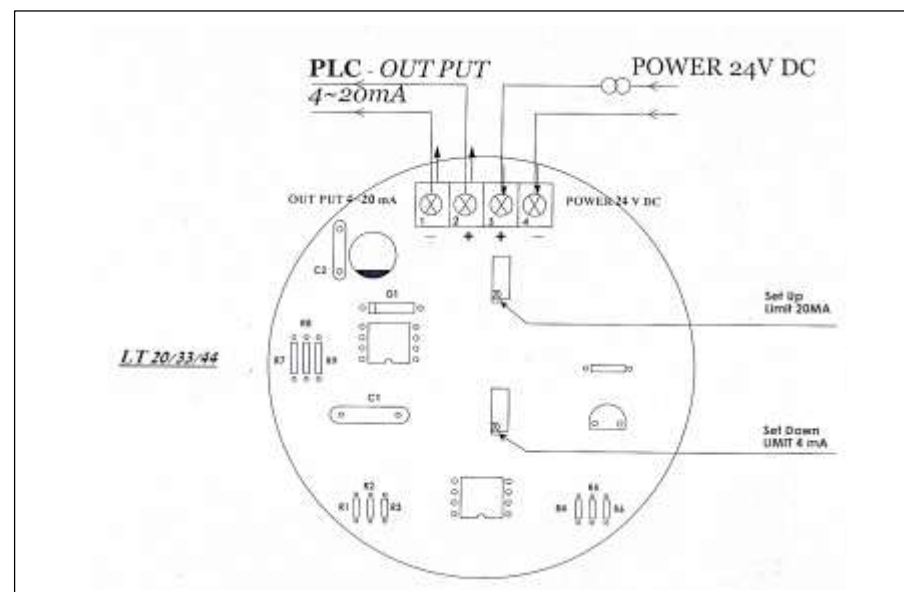 PLC - OUT PUT
4~20mA
POWER 24V DC
OUT PUT 4~20 mA
POWER 24 V DC
1 2 3 4
– + + –
C2
D1
R8
R7 R9
C1
LT 20/33/44
Set Up
Limit 20MA
Set Down
LIMIT 4 mA
R2
R1 R3
R5
R4 R6